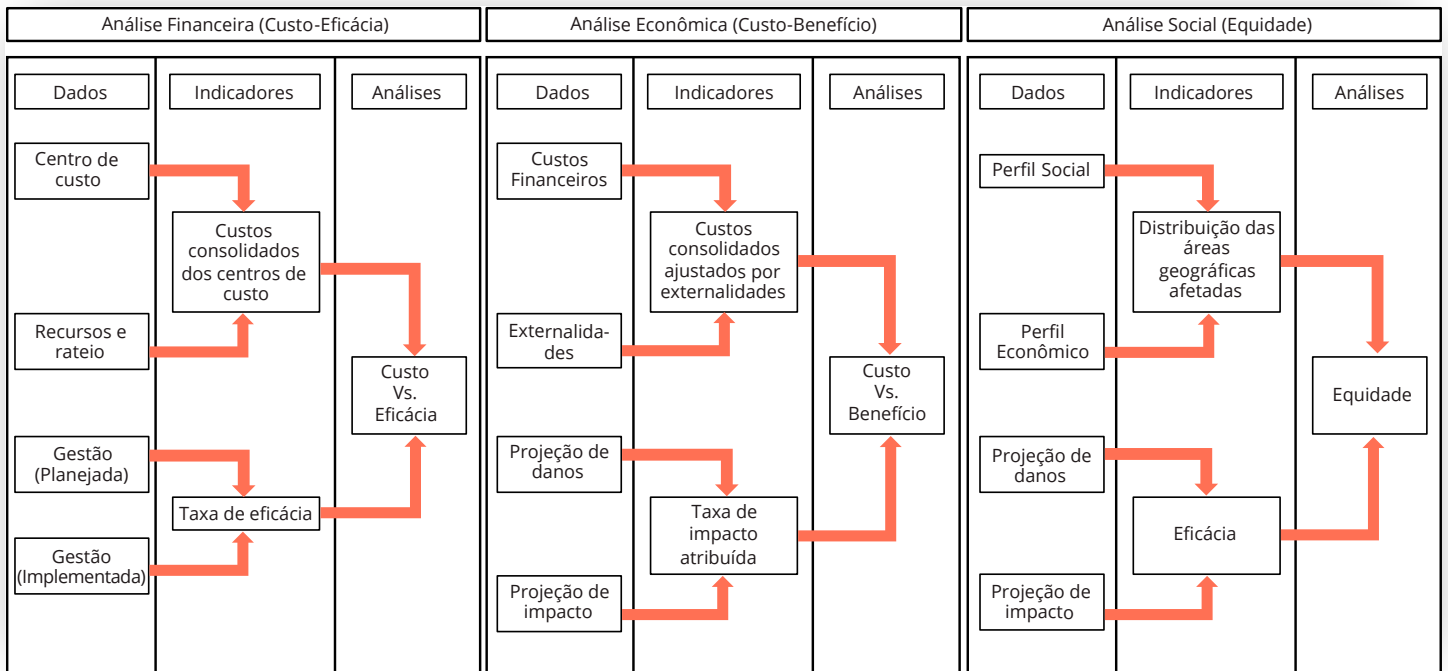 Análise Financeira (Custo-Eficácia)
Dados
Indicadores
Análises
Centro de
custo
Recursos e
rateio
Gestão
(Planejada)
Gestão
(Implementada)
Custos
consolidados
dos centros de
custo
Taxa de eficácia
Custo
Vs.
Eficácia
Análise Econômica (Custo-Benefício)
Dados
Indicadores
Análises
Custos
Financeiros
Externalida-
des
Projeção de
danos
Projeção de
impacto
Custos
consolidados
ajustados por
externalidades
Taxa de
impacto
atribuída
Custo
Vs.
Benefício
Análise Social (Equidade)
Dados
Indicadores
Análises
Perfil Social
Perfil
Econômico
Projeção de
danos
Projeção de
impacto
Distribuição das
áreas
geográficas
afetadas
Eficácia
Equidade